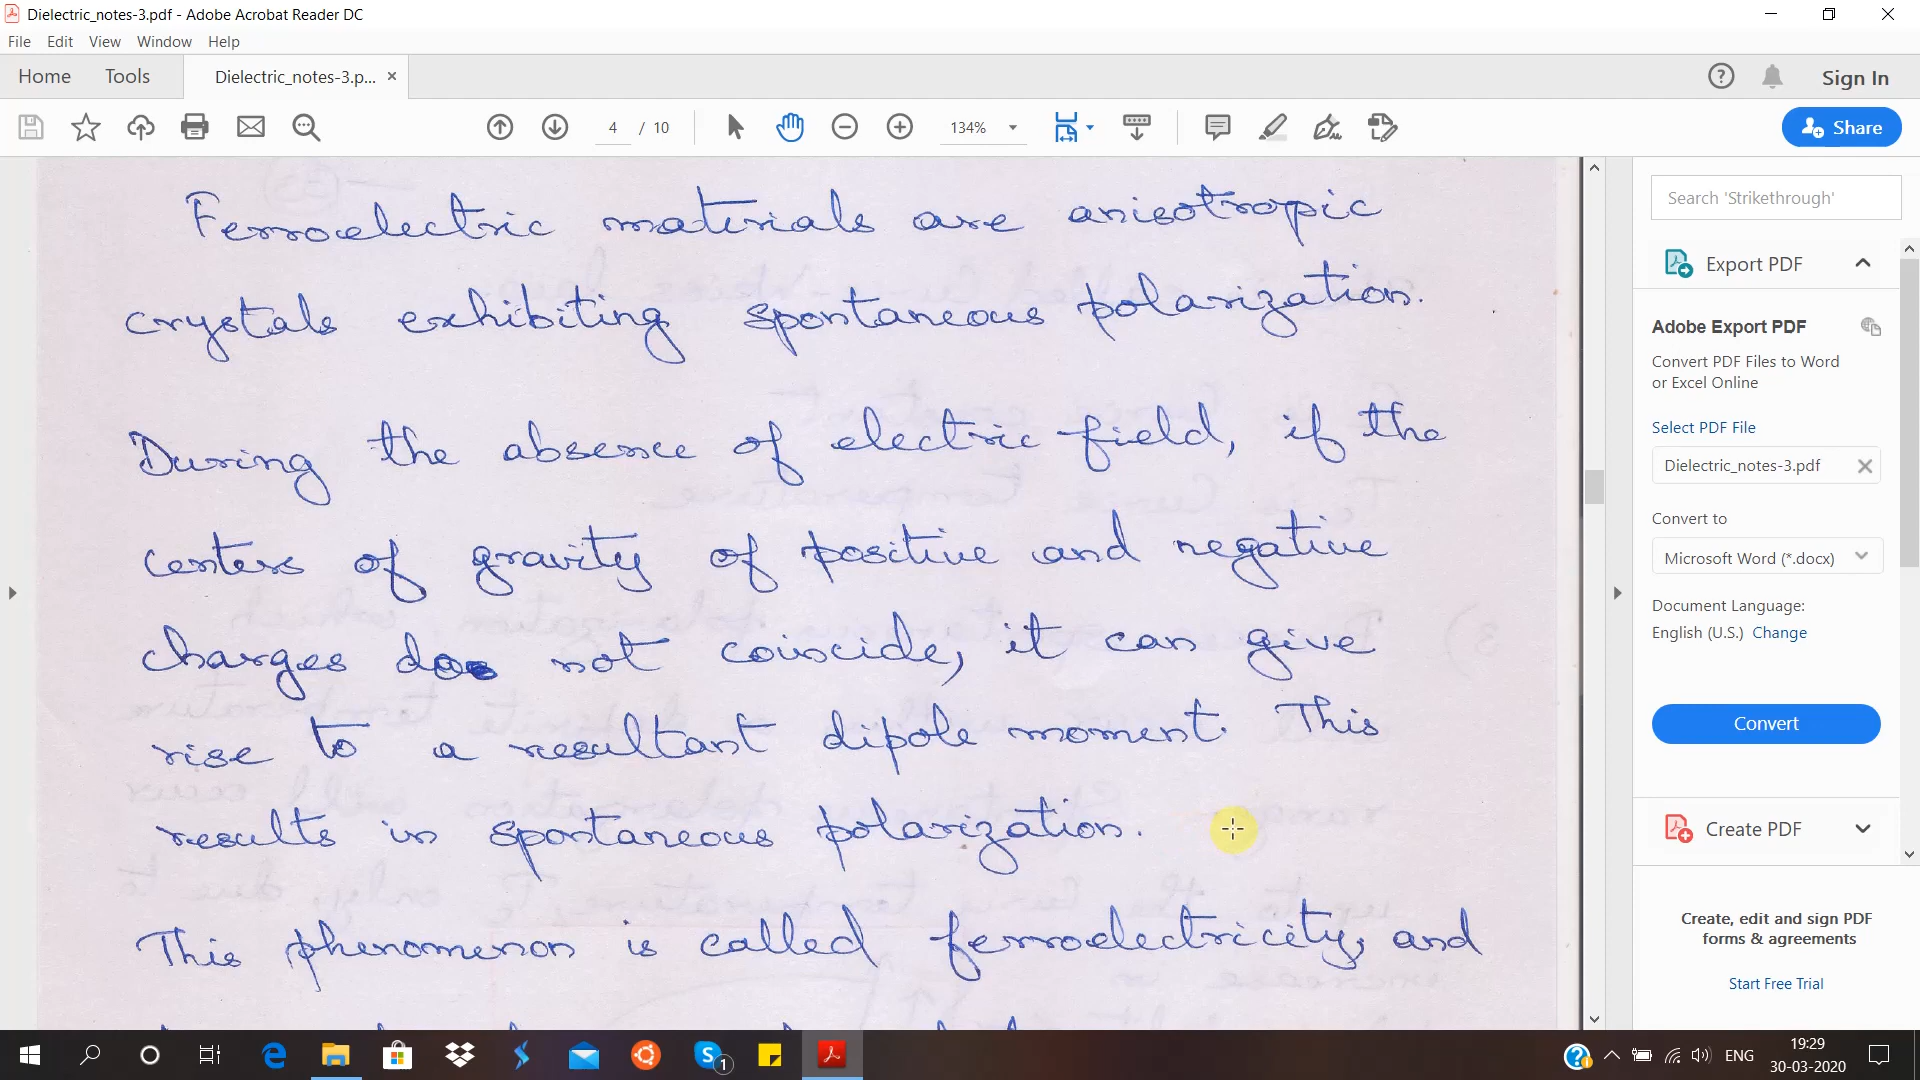 Dielectric_notes-3.pdf - Adobe Acrobat Reader DC
File Edit View Window Help
Home Tools Dielectric_notes-3.p... Sign In
4 / 10 134% Share
Ferroelectric materials are anisotropic
crystals exhibiting spontaneous polarization.
During the absence of electric field, if the
centers of gravity of positive and negative
charges do not coincide, it can give
rise to a resultant dipole moment. This
results in spontaneous polarization.
This phenomenon is called ferroelectricity, and
Search 'Strikethrough'
Export PDF
Adobe Export PDF
Convert PDF Files to Word
or Excel Online
Select PDF File
Dielectric_notes-3.pdf
Convert to
Microsoft Word (*.docx)
Document Language:
English (U.S.) Change
Convert
Create PDF
Create, edit and sign PDF
forms & agreements
Start Free Trial
1
ENG
19:29
30-03-2020